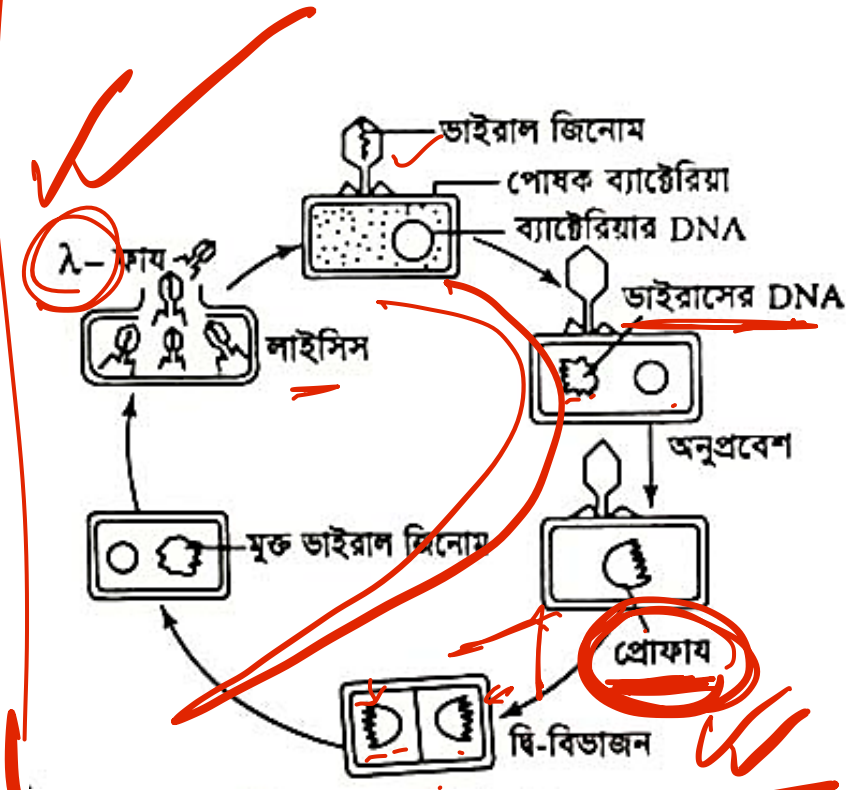 ভাইরাল জিনোম
পোষক ব্যাক্টেরিয়া
ব্যাক্টেরিয়ার DNA
λ– ফায
ভাইরাসের DNA
লাইসিস
অনুপ্রবেশ
মুক্ত ভাইরাল জিনোম
প্রোফায
দ্বি-বিভাজন